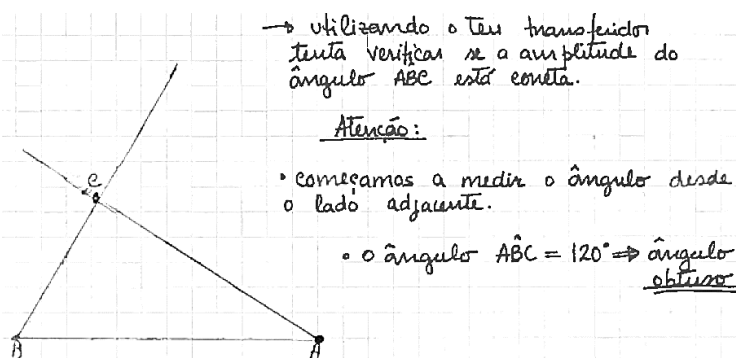 → utilizando o teu transferidor
tenta verificar se a amplitude do
ângulo ABC está correta.
Atenção:
• começamos a medir o ângulo desde
o lado adjacente.
• o ângulo AB̂C = 120° ⇒ ângulo
obtuso
C
B
A